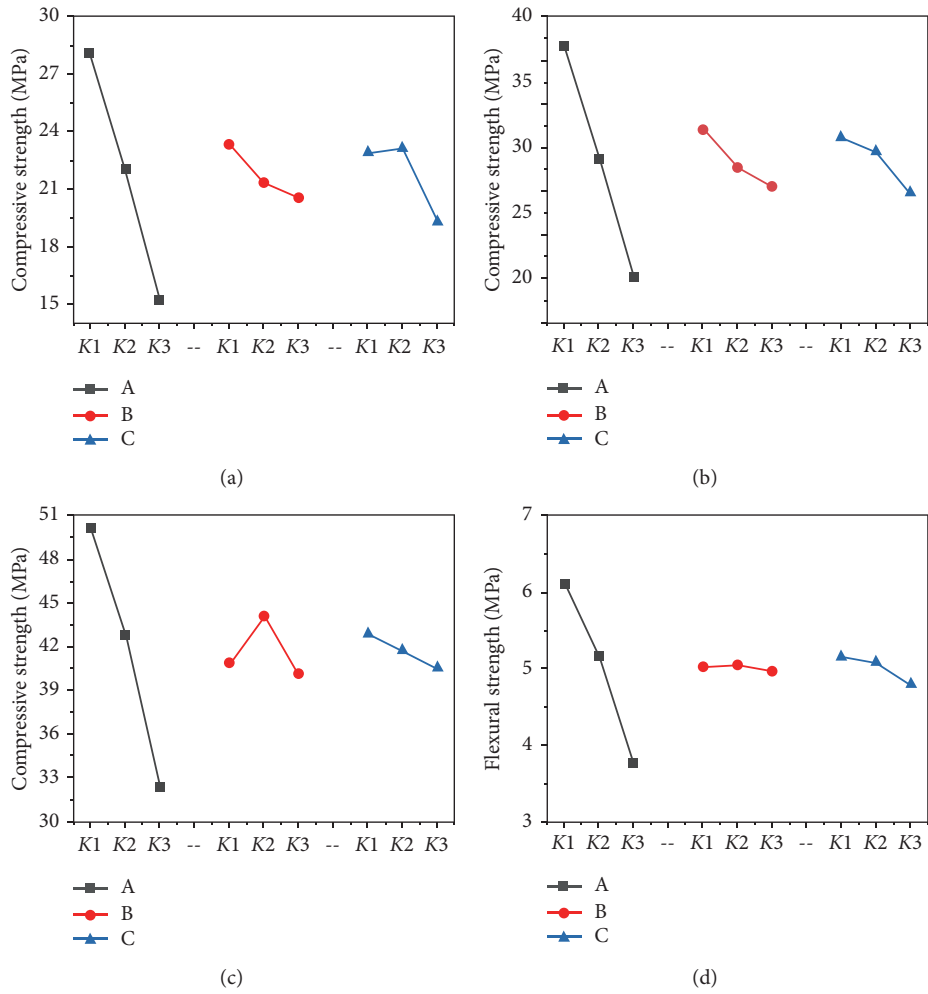 Compressive strength (MPa)
30
27
24
21
18
15
K1 K2 K3 -- K1 K2 K3 -- K1 K2 K3
A
B
C
(a)
Compressive strength (MPa)
40
35
30
25
20
K1 K2 K3 -- K1 K2 K3 -- K1 K2 K3
A
B
C
(b)
Compressive strength (MPa)
51
48
45
42
39
36
33
30
K1 K2 K3 -- K1 K2 K3 -- K1 K2 K3
A
B
C
(c)
Flexural strength (MPa)
7
6
5
4
3
K1 K2 K3 -- K1 K2 K3 -- K1 K2 K3
A
B
C
(d)